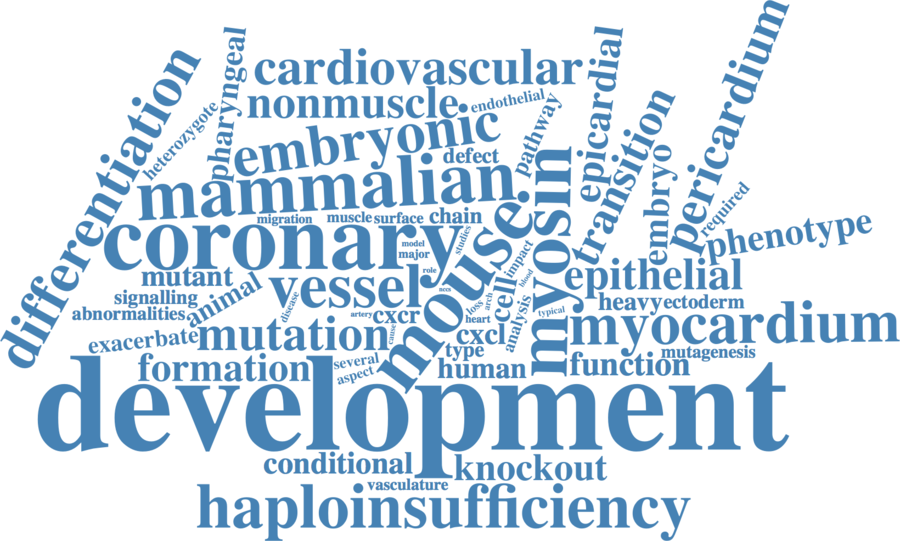 pericardium
pharyngeal
epicardial
cardiovascular
differentiation
nonmuscle
endothelial
heterozygote
pathway
transition
embryonic
defect
embryo
mammalian
myosin
required
migration
muscle
surface
chain
coronary
model
major
studies
mouse
impact
phenotype
mutant
role
vessel
nccs
blood
epithelial
signalling
animal
disease
loss
arch
cell
heavy
ectoderm
abnormalities
artery
cxcr
heart
analysis
typical
myocardium
exacerbate
mutation
cause
cxcl
type
mutagenesis
formation
several
aspect
human
function
development
conditional
knockout
vasculature
haploinsufficiency